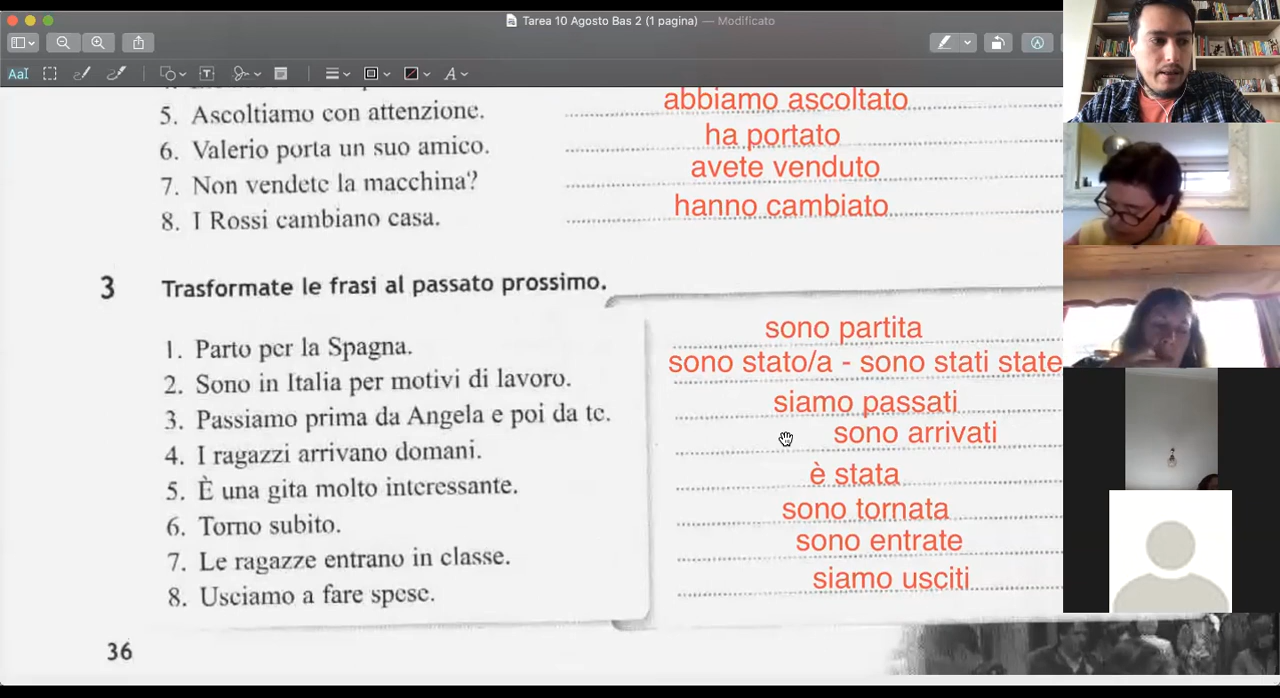 Tarea 10 Agosto Bas 2 (1 pagina) — Modificato
AaI T A
5. Ascoltiamo con attenzione. abbiamo ascoltato
6. Valerio porta un suo amico. ha portato
7. Non vendete la macchina? avete venduto
8. I Rossi cambiano casa. hanno cambiato
3 Trasformate le frasi al passato prossimo.
1. Parto per la Spagna. sono partita
2. Sono in Italia per motivi di lavoro. sono stato/a - sono stati state
3. Passiamo prima da Angela e poi da te. siamo passati
4. I ragazzi arrivano domani. sono arrivati
5. È una gita molto interessante. è stata
6. Torno subito. sono tornata
7. Le ragazze entrano in classe. sono entrate
8. Usciamo a fare spese. siamo usciti
36